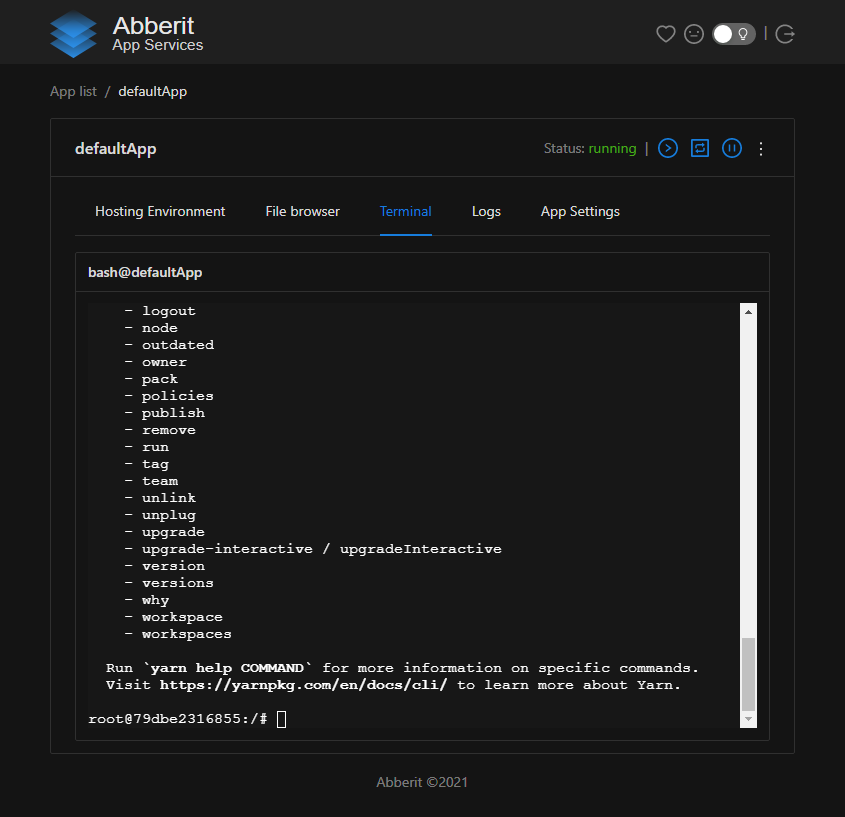 Abberit
App Services
App list / defaultApp
defaultApp
Status: running |
Hosting Environment File browser Terminal Logs App Settings
bash@defaultApp
- logout
- node
- outdated
- owner
- pack
- policies
- publish
- remove
- run
- tag
- team
- unlink
- unplug
- upgrade
- upgrade-interactive / upgradeInteractive
- version
- versions
- why
- workspace
- workspaces
Run `yarn help COMMAND` for more information on specific commands.
Visit https://yarnpkg.com/en/docs/cli/ to learn more about Yarn.
root@79dbe2316855:/#
Abberit ©2021